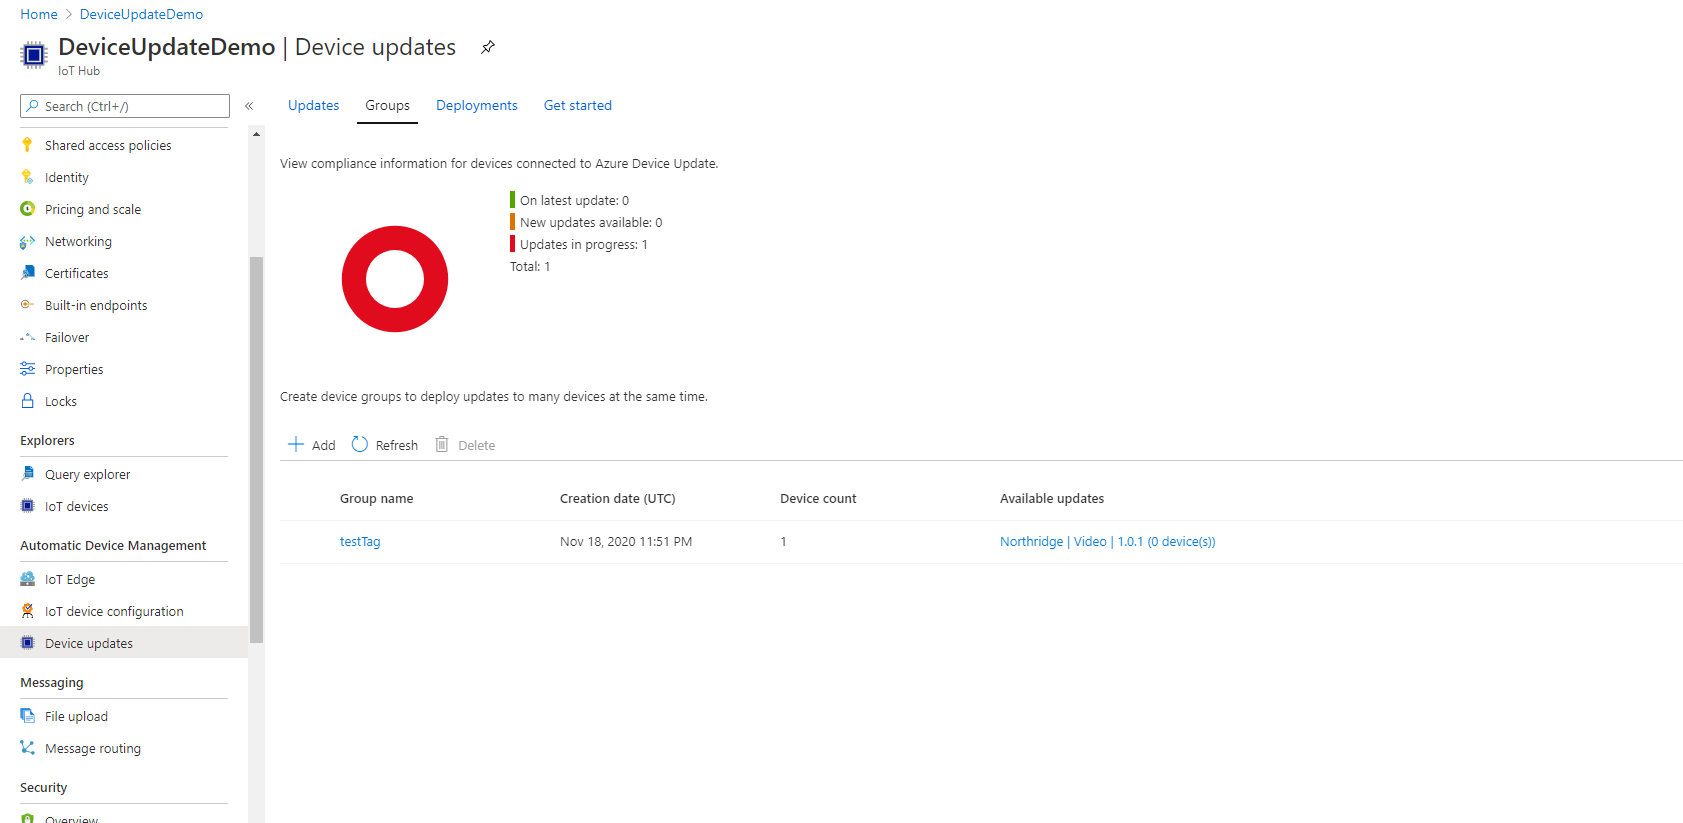 Home > DeviceUpdateDemo
DeviceUpdateDemo | Device updates
IoT Hub
Search (Ctrl+/)
«
Shared access policies
Identity
Pricing and scale
Networking
Certificates
Built-in endpoints
Failover
Properties
Locks
Explorers
Query explorer
IoT devices
Automatic Device Management
IoT Edge
IoT device configuration
Device updates
Messaging
File upload
Message routing
Security
Overview
Updates Groups Deployments Get started
View compliance information for devices connected to Azure Device Update.
On latest update: 0
New updates available: 0
Updates in progress: 1
Total: 1
Create device groups to deploy updates to many devices at the same time.
Add Refresh Delete
Group name Creation date (UTC) Device count Available updates
testTag Nov 18, 2020 11:51 PM 1 Northridge | Video | 1.0.1 (0 device(s))